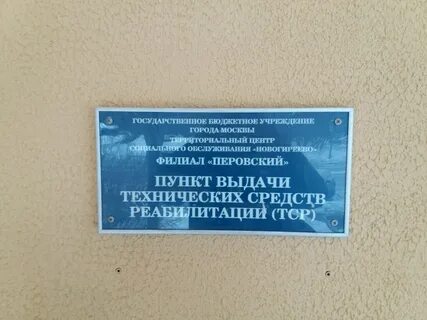 ГОСУДАРСТВЕННОЕ БЮДЖЕТНОЕ УЧРЕЖДЕНИЕ
ГОРОДА МОСКВЫ
ТЕРРИТОРИАЛЬНЫЙ ЦЕНТР
СОЦИАЛЬНОГО ОБСЛУЖИВАНИЯ «НОВОГИРЕЕВО»
ФИЛИАЛ «ПЕРОВСКИЙ»
ПУНКТ ВЫДАЧИ
ТЕХНИЧЕСКИХ СРЕДСТВ
РЕАБИЛИТАЦИИ (ТСР)